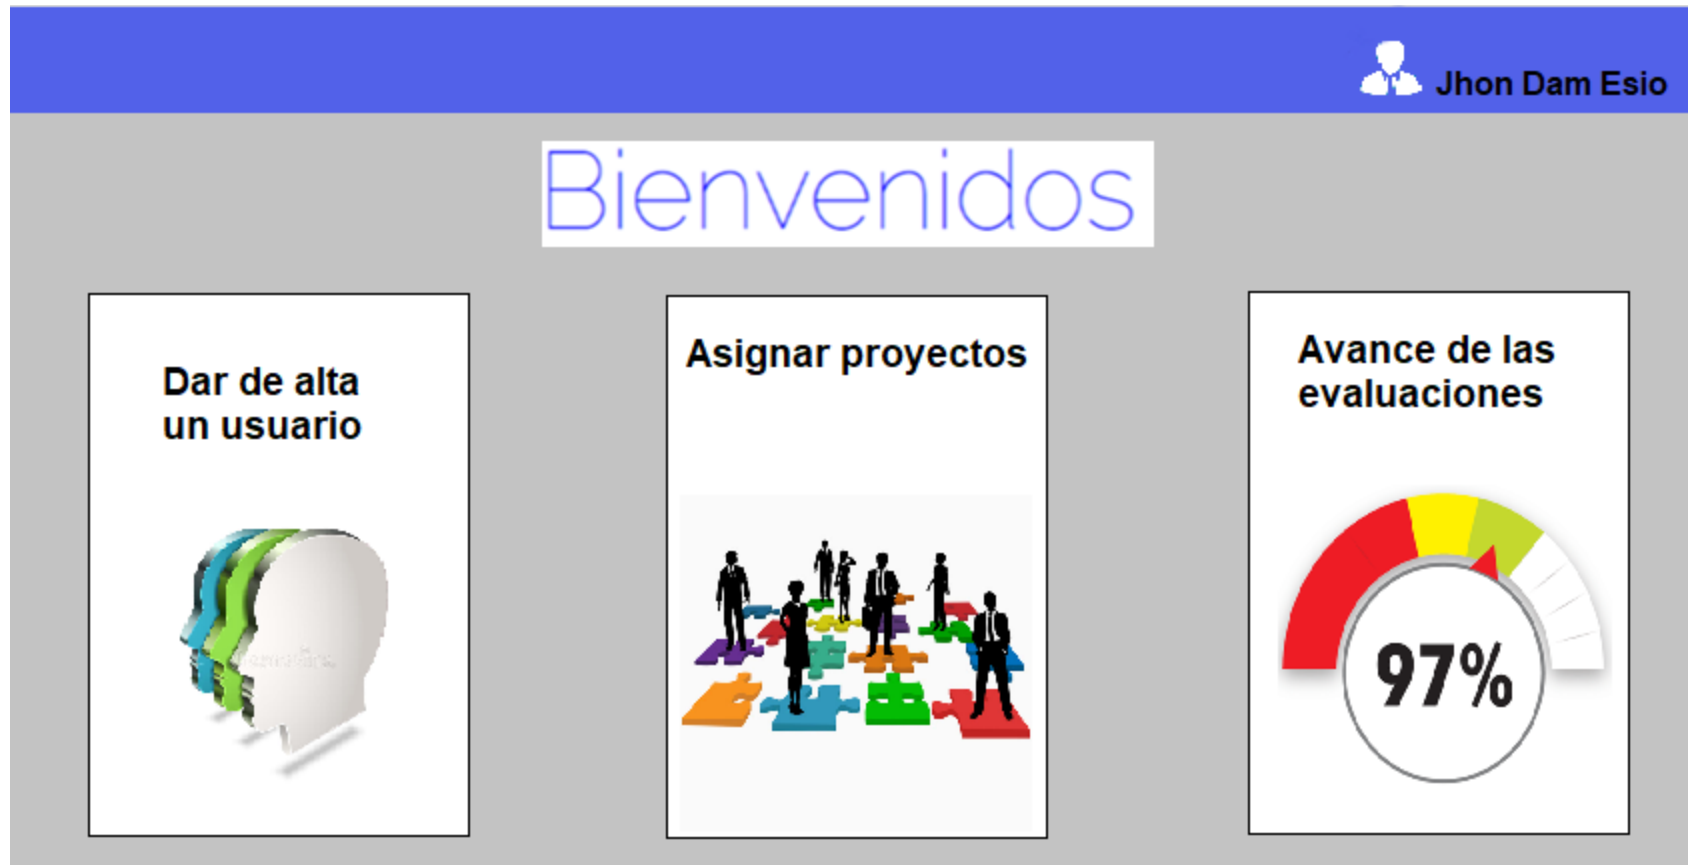 Jhon Dam Esio
Bienvenidos
Dar de alta
un usuario
Asignar proyectos
Avance de las
evaluaciones
97%